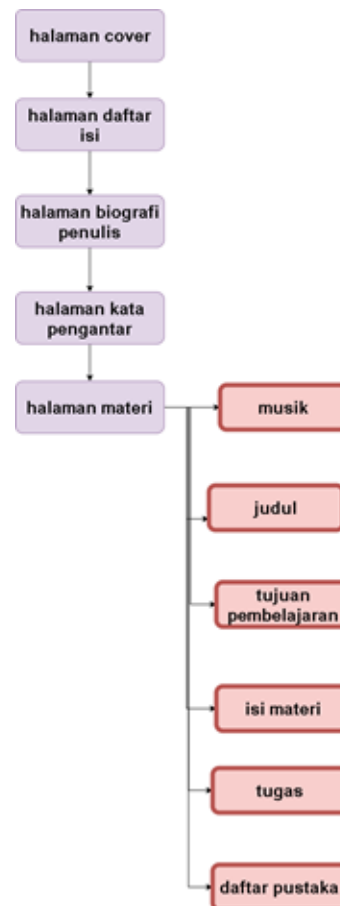 halaman cover
halaman daftar
isi
halaman biografi
penulis
halaman kata
pengantar
halaman materi
musik
judul
tujuan
pembelajaran
isi materi
tugas
daftar pustaka